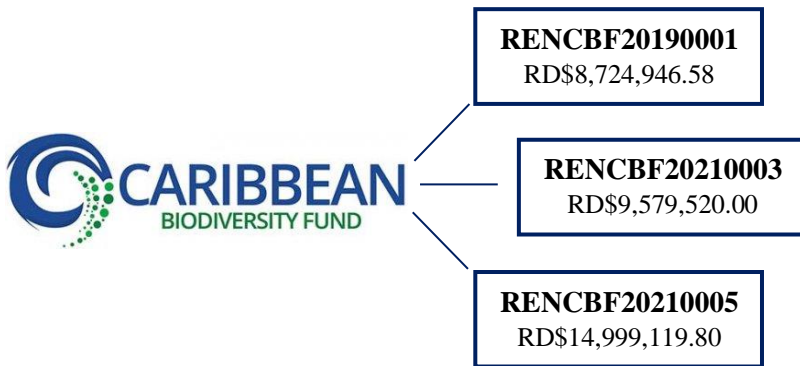 RENCBF20190001
RD$8,724,946.58
CARIBBEAN
BIODIVERSITY FUND
RENCBF20210003
RD$9,579,520.00
RENCBF20210005
RD$14,999,119.80